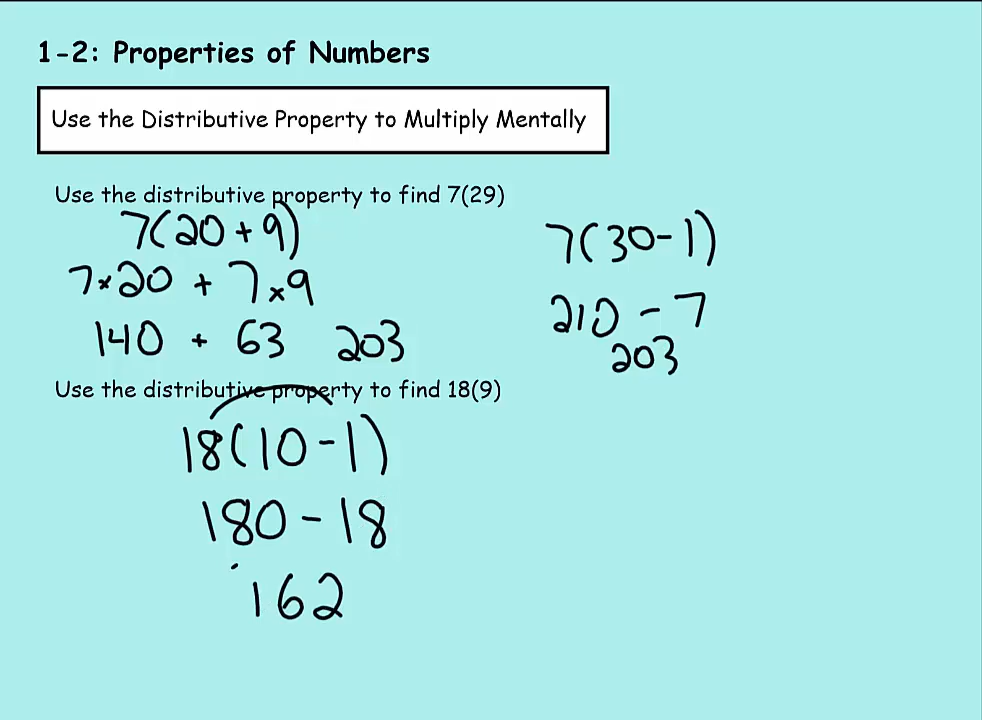 1-2: Properties of Numbers
Use the Distributive Property to Multiply Mentally
Use the distributive property to find 7(29)
7(20 + 9)
7×20 + 7×9
140 + 63 203
7(30-1)
210 - 7
203
Use the distributive property to find 18(9)
18(10-1)
180-18
162